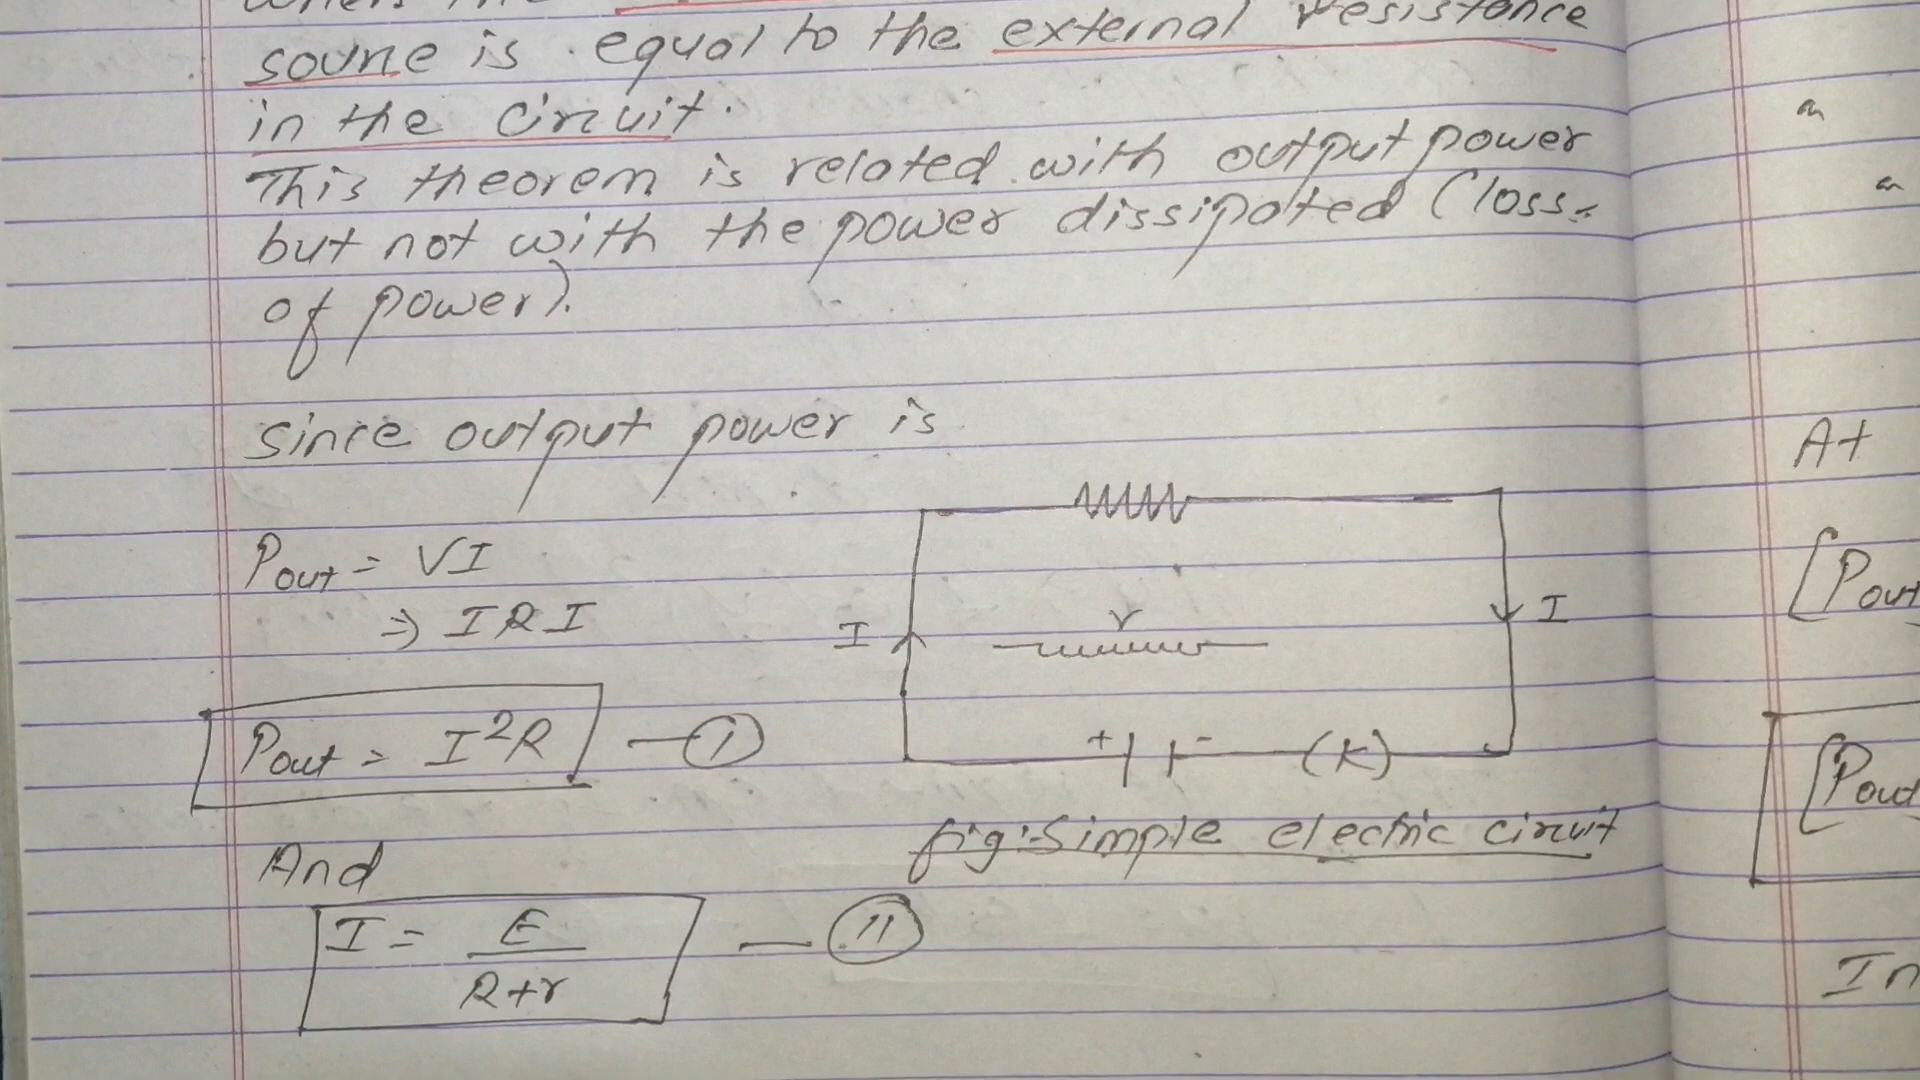 source is equal to the external resistance
in the circuit.
This theorem is related with output power
but not with the power dissipated (loss
of power).
since output power is
Pout = VI
=> IRI
Pout = I²R — (i)
I
r
I
+ - (K)
fig: Simple electric circuit
And
I = E / R+r — (ii)
At
[Pout
[Pout
In